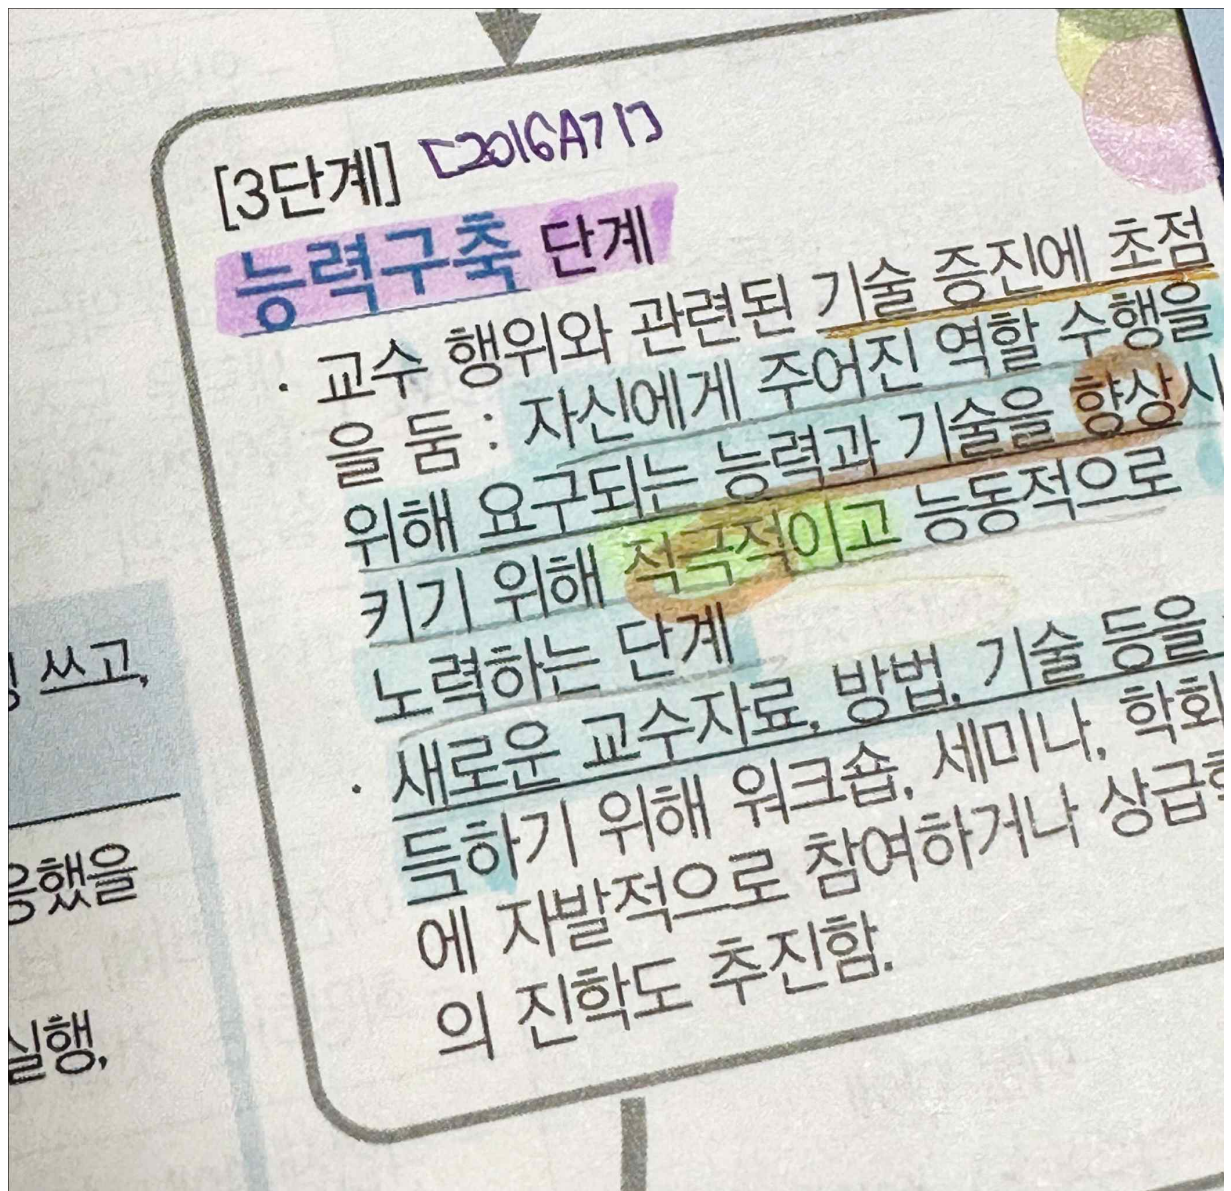 [3단계] [2016A7 1]
능력구축 단계
· 교수 행위와 관련된 기술 증진에 초점
을 둠 : 자신에게 주어진 역할 수행을
위해 요구되는 능력과 기술을 향상시
키기 위해 적극적이고 능동적으로
노력하는 단계
· 새로운 교수자료, 방법, 기술 등을
득하기 위해 워크숍, 세미나, 학회
에 자발적으로 참여하거나 상급
의 진학도 추진함.
쓰고,
응했을
실행,